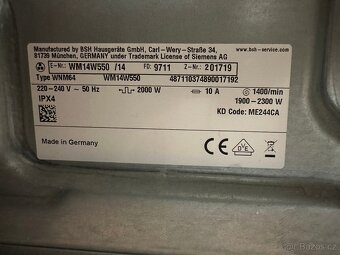 Manufactured by BSH Hausgeräte GmbH, Carl-Wery-Straße 34,
81739 München, GERMANY under Trademark License of Siemens AG
www.bsh-service.com
E-Nr.: WM14W550 /14 FD: 9711 Z-Nr.: 201719
Type WNM64 WM14W550 487110374890017192
220-240 V ~ 50 Hz 2000 W 10 A 1400/min
IPX4 1900-2300 W
KD Code: ME244CA
CE
Made in Germany